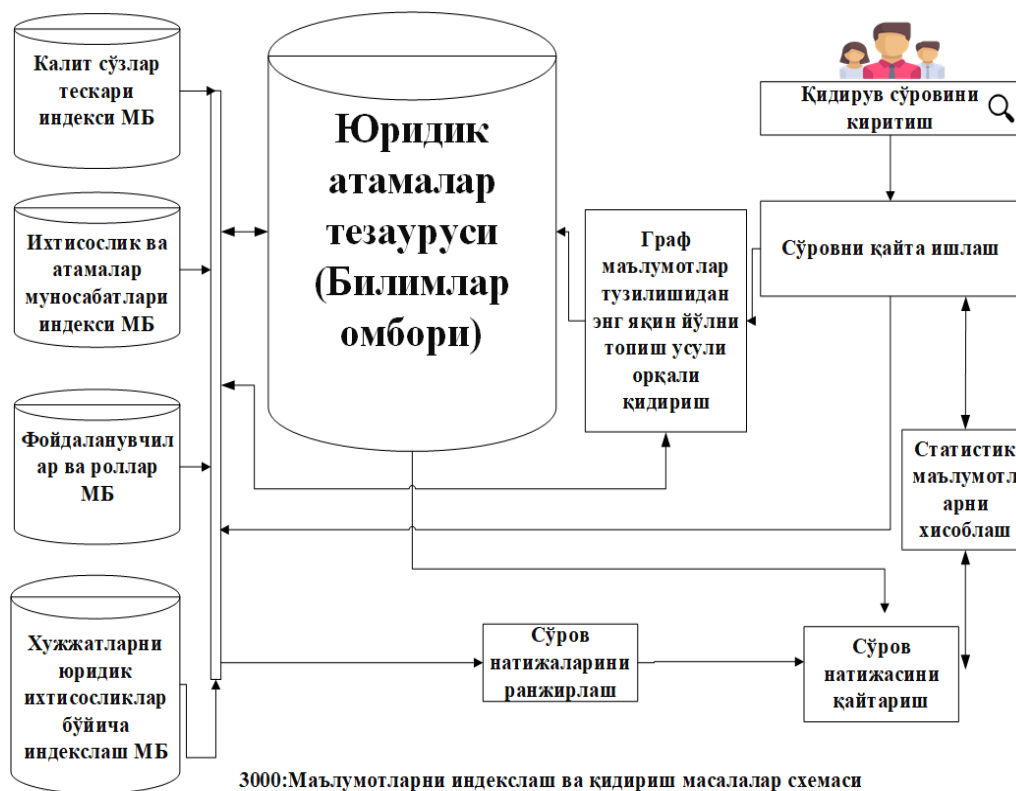 Калит сўзлар
тескари
индекси МБ
Ихтисослик ва
атамалар
муносабатлари
индекси МБ
Фойдаланувчил
ар ва роллар
МБ
Хужжатларни
юридик
ихтисосликлар
бўйича
индекслаш МБ
Юридик
атамалар
тезауруси
(Билимлар
омбори)
Граф
маълумотлар
тузилишидан
энг яқин йўлни
топиш усули
орқали
қидириш
Қидирув сўровини
киритиш
Сўровни қайта ишлаш
Статистик
маълумотл
арни
хисоблаш
Сўров
натижаларини
ранжирлаш
Сўров
натижасини
қайтариш
3000:Маълумотларни индекслаш ва қидириш масалалар схемаси